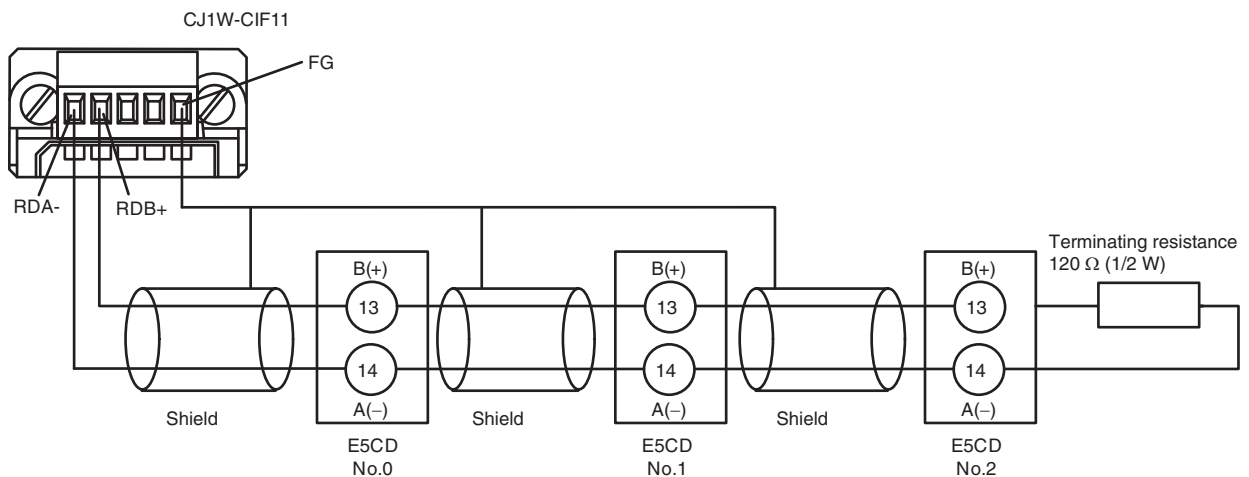 CJ1W-CIF11
FG
RDA-
RDB+
Terminating resistance
120 Ω (1/2 W)
B(+)
B(+)
B(+)
13
13
13
14
14
14
A(−)
A(−)
A(−)
Shield
Shield
Shield
E5CD
No.0
E5CD
No.1
E5CD
No.2